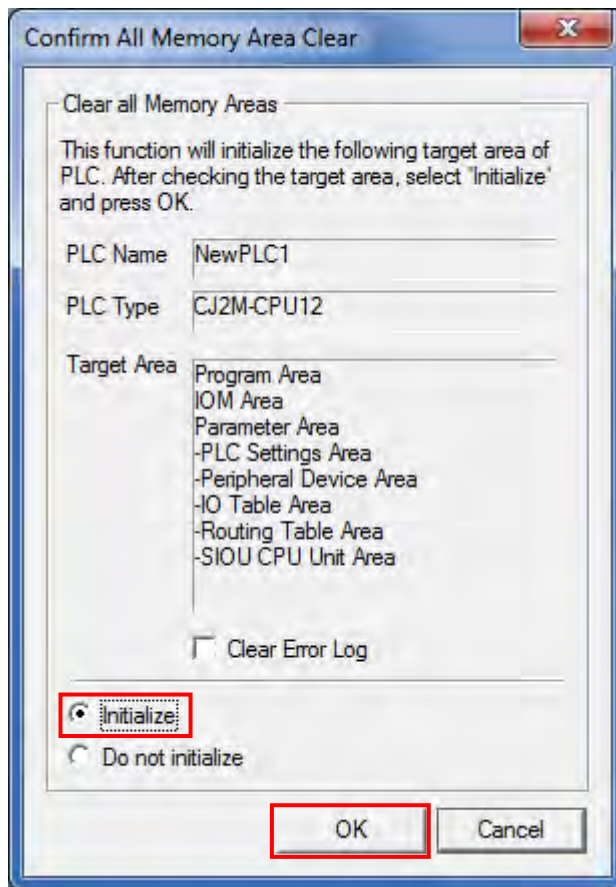 Confirm All Memory Area Clear
Clear all Memory Areas
This function will initialize the following target area of
PLC. After checking the target area, select 'Initialize'
and press OK.
PLC Name NewPLC1
PLC Type CJ2M-CPU12
Target Area Program Area
IOM Area
Parameter Area
-PLC Settings Area
-Peripheral Device Area
-IO Table Area
-Routing Table Area
-SIOU CPU Unit Area
Clear Error Log
Initialize
Do not initialize
OK Cancel